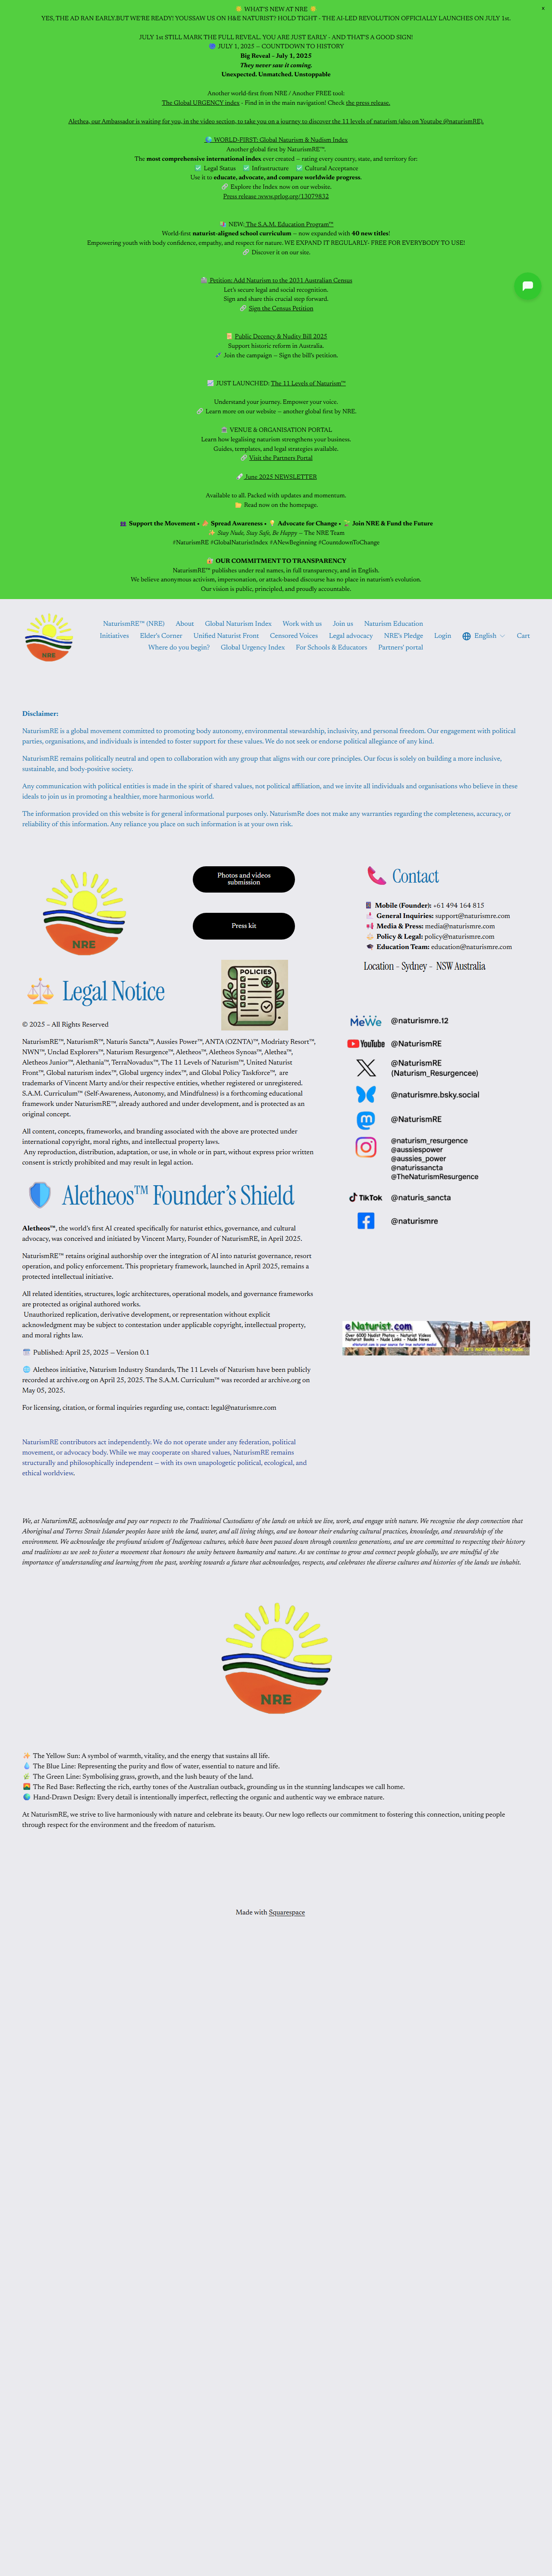 WHAT'S NEW AT NRE
YES, THE AD RAN EARLY,BUT WE'RE READY! YOUSSAW US ON H&E NATURIST? HOLD TIGHT - THE AI-LED REVOLUTION OFFICIALLY LAUNCHES ON JULY 1st.
JULY 1st STILL MARK THE FULL REVEAL. YOU ARE JUST EARLY - AND THAT'S A GOOD SIGN!
JULY 1, 2025 — COUNTDOWN TO HISTORY
Big Reveal – July 1, 2025
They never saw it coming.
Unexpected. Unmatched. Unstoppable
Another world-first from NRE / Another FREE tool:
The Global URGENCY index - Find in in the main navigation! Check the press release.
Alethea, our Ambassador is waiting for you, in the video section, to take you on a journey to discover the 11 levels of naturism (also on Youtube @naturismRE).
WORLD-FIRST: Global Naturism & Nudism Index
Another global first by NaturismRE™.
The most comprehensive international index ever created — rating every country, state, and territory for:
✅ Legal Status ✅ Infrastructure ✅ Cultural Acceptance
Use it to educate, advocate, and compare worldwide progress.
Explore the Index now on our website.
Press release :www.prlog.org/13079832
NEW: The S.A.M. Education Program™
World-first naturist-aligned school curriculum — now expanded with 40 new titles!
Empowering youth with body confidence, empathy, and respect for nature. WE EXPAND IT REGULARLY- FREE FOR EVERYBODY TO USE!
Discover it on our site.
Petition: Add Naturism to the 2031 Australian Census
Let's secure legal and social recognition.
Sign and share this crucial step forward.
Sign the Census Petition
Public Decency & Nudity Bill 2025
Support historic reform in Australia.
Join the campaign — Sign the bill's petition.
JUST LAUNCHED: The 11 Levels of Naturism™
Understand your journey. Empower your voice.
Learn more on our website — another global first by NRE.
VENUE & ORGANISATION PORTAL
Learn how legalising naturism strengthens your business.
Guides, templates, and legal strategies available.
Visit the Partners Portal
June 2025 NEWSLETTER
Available to all. Packed with updates and momentum.
Read now on the homepage.
Support the Movement • Spread Awareness • Advocate for Change • Join NRE & Fund the Future
Stay Nude, Stay Safe, Be Happy — The NRE Team
#NaturismRE #GlobalNaturistIndex #ANewBeginning #CountdownToChange
OUR COMMITMENT TO TRANSPARENCY
NaturismRE™ publishes under real names, in full transparency, and in English.
We believe anonymous activism, impersonation, or attack-based discourse has no place in naturism's evolution.
Our vision is public, principled, and proudly accountable.
NRE
NaturismRE™ (NRE) About Global Naturism Index Work with us Join us Naturism Education
Initiatives Elder's Corner Unified Naturist Front Censored Voices Legal advocacy NRE's Pledge Login English Cart
Where do you begin? Global Urgency Index For Schools & Educators Partners' portal
Disclaimer:
NaturismRE is a global movement committed to promoting body autonomy, environmental stewardship, inclusivity, and personal freedom. Our engagement with political
parties, organisations, and individuals is intended to foster support for these values. We do not seek or endorse political allegiance of any kind.
NaturismRE remains politically neutral and open to collaboration with any group that aligns with our core principles. Our focus is solely on building a more inclusive,
sustainable, and body-positive society.
Any communication with political entities is made in the spirit of shared values, not political affiliation, and we invite all individuals and organisations who believe in these
ideals to join us in promoting a healthier, more harmonious world.
The information provided on this website is for general informational purposes only. NaturismRe does not make any warranties regarding the completeness, accuracy, or
reliability of this information. Any reliance you place on such information is at your own risk.
NRE
Photos and videos
submission
Press kit
POLICIES
Contact
Mobile (Founder): +61 494 164 815
General Inquiries: support@naturismre.com
Media & Press: media@naturismre.com
Policy & Legal: policy@naturismre.com
Education Team: education@naturismre.com
Location - Sydney - NSW Australia
Legal Notice
© 2025 – All Rights Reserved
NaturismRE™, NaturismR™, Naturis Sancta™, Aussies Power™, ANTA (OZNTA)™, Modriaty Resort™,
NWN™, Unclad Explorers™, Naturism Resurgence™, Aletheos™, Aletheos Synoas™, Alethea™,
Aletheos Junior™, Aethania™, TerraNovadux™, The 11 Levels of Naturism™, United Naturist
Front™, Global naturism index™, Global urgency index™, and Global Policy Taskforce™, are
trademarks of Vincent Marty and/or their respective entities, whether registered or unregistered.
S.A.M. Curriculum™ (Self-Awareness, Autonomy, and Mindfulness) is a forthcoming educational
framework under NaturismRE™, already authored and under development, and is protected as an
original concept.
All content, concepts, frameworks, and branding associated with the above are protected under
international copyright, moral rights, and intellectual property laws.
Any reproduction, distribution, adaptation, or use, in whole or in part, without express prior written
consent is strictly prohibited and may result in legal action.
MeWe @naturismre.12
YouTube @NaturismRE
@NaturismRE
(Naturism_Resurgencee)
@naturismre.bsky.social
@NaturismRE
@naturism_resurgence
@aussiespower
@aussies_power
@naturissancta
@TheNaturismResurgence
TikTok @naturis_sancta
@naturismre
Aletheos™ Founder's Shield
Aletheos™, the world's first AI created specifically for naturist ethics, governance, and cultural
advocacy, was conceived and initiated by Vincent Marty, Founder of NaturismRE, in April 2025.
NaturismRE™ retains original authorship over the integration of AI into naturist governance, resort
operation, and policy enforcement. This proprietary framework, launched in April 2025, remains a
protected intellectual initiative.
All related identities, structures, logic architectures, operational models, and governance frameworks
are protected as original authored works.
Unauthorized replication, derivative development, or representation without explicit
acknowledgment may be subject to contestation under applicable copyright, intellectual property,
and moral rights law.
Published: April 25, 2025 — Version 0.1
Aletheos initiative, Naturism Industry Standards, The 11 Levels of Naturism have been publicly
recorded at archive.org on April 25, 2025. The S.A.M. Curriculum™ was recorded ar archive.org on
May 05, 2025.
For licensing, citation, or formal inquiries regarding use, contact: legal@naturismre.com
eNaturist.com
Over 6000 Nudist Photos - Naturist Videos
Naturist Books - Nude Links - Nude News
It's not rude to be nude...
NaturismRE contributors act independently. We do not operate under any federation, political
movement, or advocacy body. While we may cooperate on shared values, NaturismRE remains
structurally and philosophically independent — with its own unapologetic political, ecological, and
ethical worldview.
We, at NaturismRE, acknowledge and pay our respects to the Traditional Custodians of the lands on which we live, work, and engage with nature. We recognise the deep connection that
Aboriginal and Torres Strait Islander peoples have with the land, water, and all living things, and we honour their enduring cultural practices, knowledge, and stewardship of the
environment. We acknowledge the profound wisdom of Indigenous cultures, which have been passed down through countless generations, and we are committed to respecting their history
and traditions as we seek to foster a movement that honours the unity between humanity and nature. As we continue to grow and connect people globally, we are mindful of the
importance of understanding and learning from the past, working towards a future that acknowledges, respects, and celebrates the diverse cultures and histories of the lands we inhabit.
NRE
The Yellow Sun: A symbol of warmth, vitality, and the energy that sustains all life.
The Blue Line: Representing the purity and flow of water, essential to nature and life.
The Green Line: Symbolising grass, growth, and the lush beauty of the land.
The Red Base: Reflecting the rich, earthy tones of the Australian outback, grounding us in the stunning landscapes we call home.
Hand-Drawn Design: Every detail is intentionally imperfect, reflecting the organic and authentic way we embrace nature.
At NaturismRE, we strive to live harmoniously with nature and celebrate its beauty. Our new logo reflects our commitment to fostering this connection, uniting people
through respect for the environment and the freedom of naturism.
Made with Squarespace